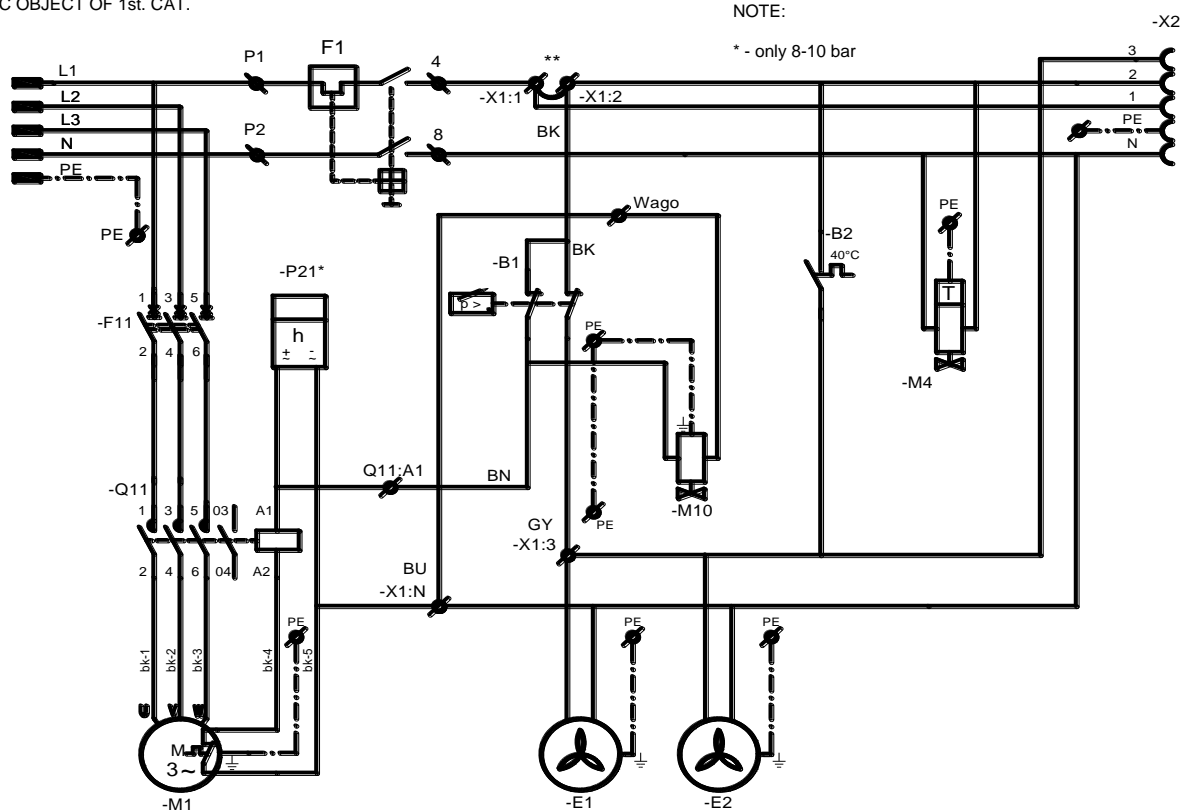 C OBJECT OF 1st. CAT.
NOTE:
* - only 8-10 bar
-X2
L1
P1
F1
4
**
3
2
L2
-X1:1
-X1:2
1
L3
P2
8
BK
PE
N
N
PE
PE
Wago
PE
-B2
40°C
BK
-B1
-P21*
p >
T
1
3
5
-F11
h
+
~
-
~
PE
2
4
6
-M4
Q11:A1
BN
-Q11
-M10
1
3
5
03
A1
GY
PE
-X1:3
2
4
6
04
A2
BU
-X1:N
PE
PE
PE
bk-1
bk-2
bk-3
bk-4
bk-5
U
V
W
M
3~
-M1
-E1
-E2